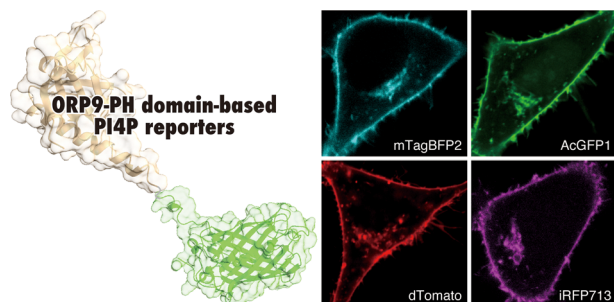 ORP9-PH domain-based
PI4P reporters
mTagBFP2
AcGFP1
dTomato
iRFP713